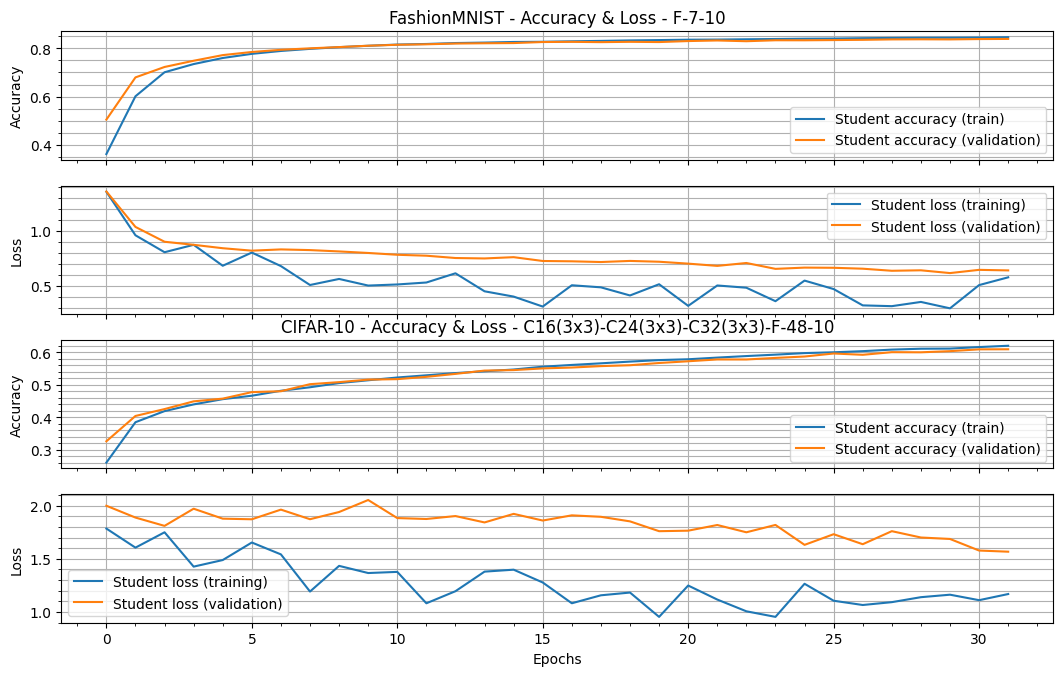 FashionMNIST - Accuracy & Loss - F-7-10
0.8
0.6
0.4
Accuracy
Student accuracy (train)
Student accuracy (validation)
1.0
0.5
Loss
Student loss (training)
Student loss (validation)
CIFAR-10 - Accuracy & Loss - C16(3x3)-C24(3x3)-C32(3x3)-F-48-10
0.6
0.5
0.4
0.3
Accuracy
Student accuracy (train)
Student accuracy (validation)
2.0
1.5
1.0
Loss
Student loss (training)
Student loss (validation)
0 5 10 15 20 25 30
Epochs